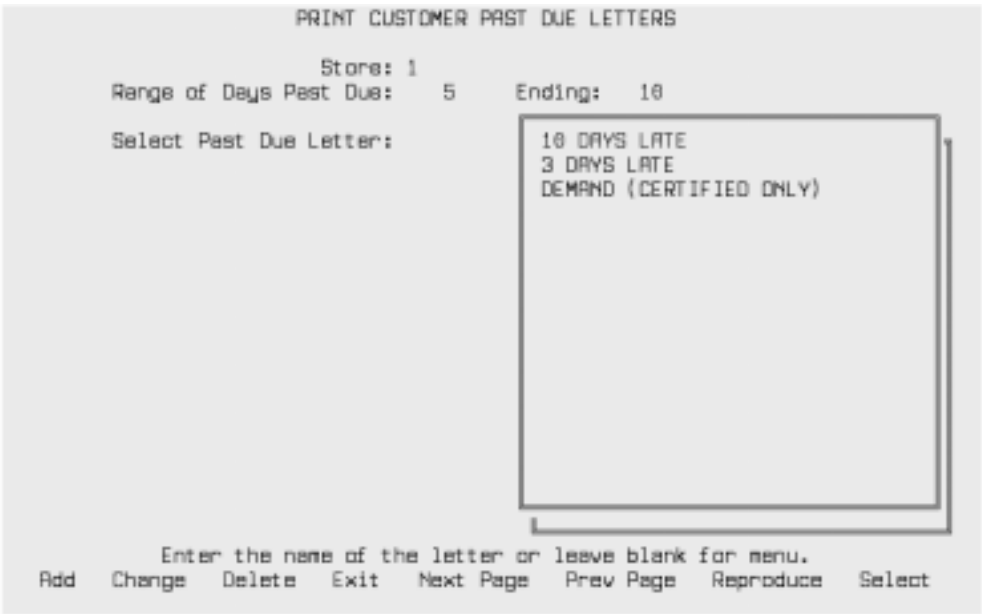 PRINT CUSTOMER PAST DUE LETTERS
Store: 1
Range of Days Past Due: 5 Ending: 10
Select Past Due Letter:
10 DAYS LATE
3 DAYS LATE
DEMAND (CERTIFIED ONLY)
Enter the name of the letter or leave blank for menu.
Add Change Delete Exit Next Page Prev Page Reproduce Select